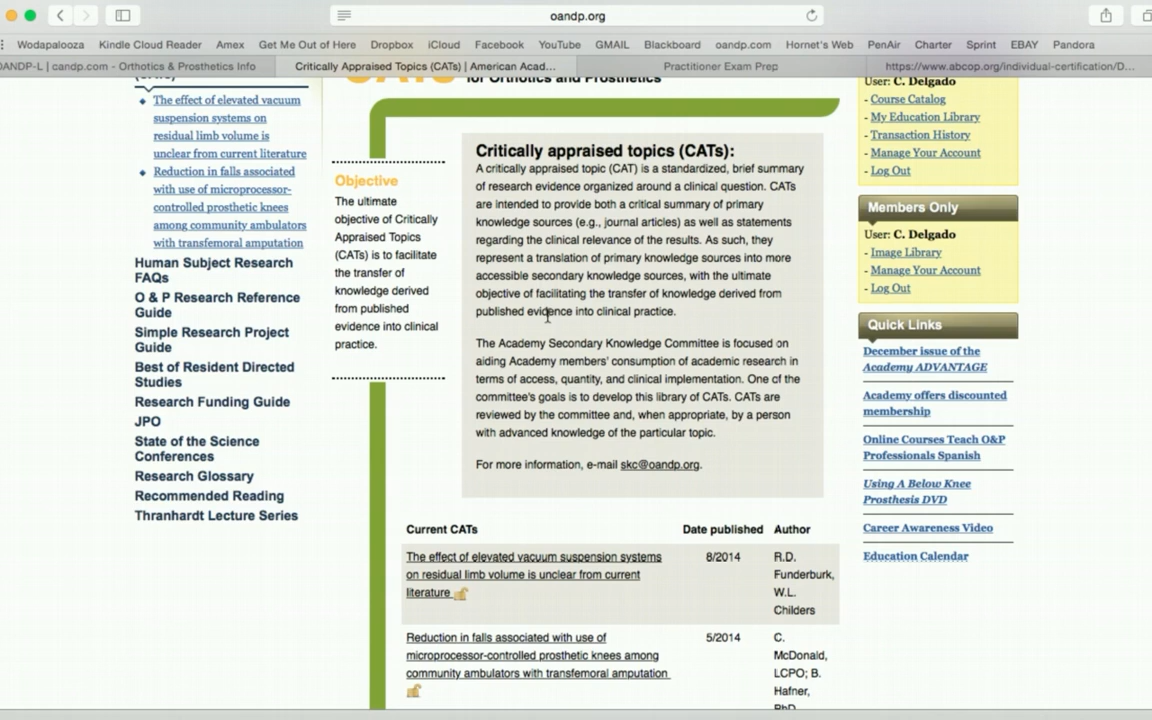 oandp.org
Wodapalooza Kindle Cloud Reader Amex Get Me Out of Here Dropbox iCloud Facebook YouTube GMAIL Blackboard oandp.com Hornet's Web PenAir Charter Sprint EBAY Pandora
OANDP-L | oandp.com - Orthotics & Prosthetics Info
Critically Appraised Topics (CATs) | American Acad...
Practitioner Exam Prep
https://www.abcop.org/individual-certification/D...
The effect of elevated vacuum
suspension systems on
residual limb volume is
unclear from current literature
Reduction in falls associated
with use of microprocessor-
controlled prosthetic knees
among community ambulators
with transfemoral amputation
Human Subject Research
FAQs
O & P Research Reference
Guide
Simple Research Project
Guide
Best of Resident Directed
Studies
Research Funding Guide
JPO
State of the Science
Conferences
Research Glossary
Recommended Reading
Thranhardt Lecture Series
for Orthotics and Prosthetics
Objective
The ultimate
objective of Critically
Appraised Topics
(CATs) is to facilitate
the transfer of
knowledge derived
from published
evidence into clinical
practice.
Critically appraised topics (CATs):
A critically appraised topic (CAT) is a standardized, brief summary
of research evidence organized around a clinical question. CATs
are intended to provide both a critical summary of primary
knowledge sources (e.g., journal articles) as well as statements
regarding the clinical relevance of the results. As such, they
represent a translation of primary knowledge sources into more
accessible secondary knowledge sources, with the ultimate
objective of facilitating the transfer of knowledge derived from
published evidence into clinical practice.
The Academy Secondary Knowledge Committee is focused on
aiding Academy members' consumption of academic research in
terms of access, quantity, and clinical implementation. One of the
committee's goals is to develop this library of CATs. CATs are
reviewed by the committee and, when appropriate, by a person
with advanced knowledge of the particular topic.
For more information, e-mail skc@oandp.org.
Current CATs Date published Author
The effect of elevated vacuum suspension systems
on residual limb volume is unclear from current
literature
8/2014
R.D.
Funderburk,
W.L.
Childers
Reduction in falls associated with use of
microprocessor-controlled prosthetic knees among
community ambulators with transfemoral amputation
5/2014
C.
McDonald,
LCPO; B.
Hafner,
PhD
User: C. Delgado
- Course Catalog
- My Education Library
- Transaction History
- Manage Your Account
- Log Out
Members Only
User: C. Delgado
- Image Library
- Manage Your Account
- Log Out
Quick Links
December issue of the
Academy ADVANTAGE
Academy offers discounted
membership
Online Courses Teach O&P
Professionals Spanish
Using A Below Knee
Prosthesis DVD
Career Awareness Video
Education Calendar